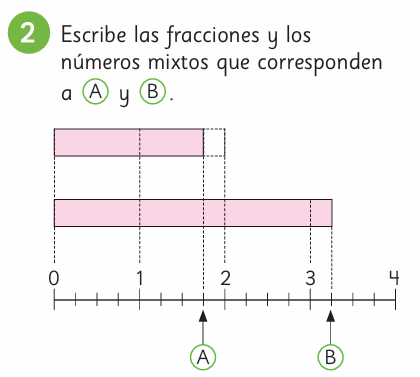 2 Escribe las fracciones y los
números mixtos que corresponden
a A y B.
0 1 2 3 4
A B